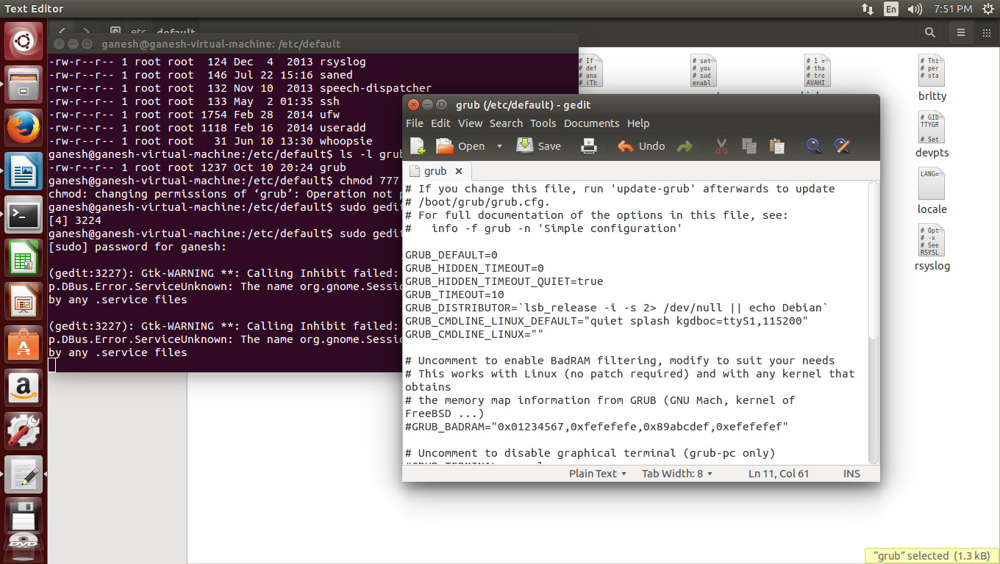 Text Editor
En
7:51 PM
etc
default
ganesh@ganesh-virtual-machine: /etc/default
-rw-r--r-- 1 root root  124 Dec  4  2013 rsyslog
-rw-r--r-- 1 root root  146 Jul 22 15:16 saned
-rw-r--r-- 1 root root  132 Nov 10  2013 speech-dispatcher
-rw-r--r-- 1 root root  133 May  2 01:35 ssh
-rw-r--r-- 1 root root 1754 Feb 28  2014 ufw
-rw-r--r-- 1 root root 1118 Feb 16  2014 useradd
-rw-r--r-- 1 root root   31 Jun 10 13:30 whoopsie
ganesh@ganesh-virtual-machine:/etc/default$ ls -l grub
-rw-r--r-- 1 root root 1237 Oct 10 20:24 grub
ganesh@ganesh-virtual-machine:/etc/default$ chmod 777
chmod: changing permissions of ‘grub’: Operation not
ganesh@ganesh-virtual-machine:/etc/default$ sudo gedit
[4] 3224
ganesh@ganesh-virtual-machine:/etc/default$ sudo gedit
[sudo] password for ganesh:
(gedit:3227): Gtk-WARNING **: Calling Inhibit failed:
p.DBus.Error.ServiceUnknown: The name org.gnome.Sessio
by any .service files
(gedit:3227): Gtk-WARNING **: Calling Inhibit failed:
p.DBus.Error.ServiceUnknown: The name org.gnome.Sessio
by any .service files
grub (/etc/default) - gedit
File Edit View Search Tools Documents Help
Open Save Undo
grub
# If you change this file, run 'update-grub' afterwards to update
# /boot/grub/grub.cfg.
# For full documentation of the options in this file, see:
#   info -f grub -n 'Simple configuration'
GRUB_DEFAULT=0
GRUB_HIDDEN_TIMEOUT=0
GRUB_HIDDEN_TIMEOUT_QUIET=true
GRUB_TIMEOUT=10
GRUB_DISTRIBUTOR=`lsb_release -i -s 2> /dev/null || echo Debian`
GRUB_CMDLINE_LINUX_DEFAULT="quiet splash kgdboc=ttyS1,115200"
GRUB_CMDLINE_LINUX=""
# Uncomment to enable BadRAM filtering, modify to suit your needs
# This works with Linux (no patch required) and with any kernel that
obtains
# the memory map information from GRUB (GNU Mach, kernel of
FreeBSD ...)
#GRUB_BADRAM="0x01234567,0xfefefefe,0x89abcdef,0xefefefef"
# Uncomment to disable graphical terminal (grub-pc only)
Plain Text
Tab Width: 8
Ln 11, Col 61
INS
# If
# def
# ana
# (Th
# set
# you
# sud
enabl
# 1 =
# tha
# tro
AVAHI
# Thi
# per
# sta
brltty
# GID
TTYGR
# Set
devpts
LANG=
locale
# Opt
# -x
# See
RSYSL
rsyslog
“grub” selected (1.3 kB)